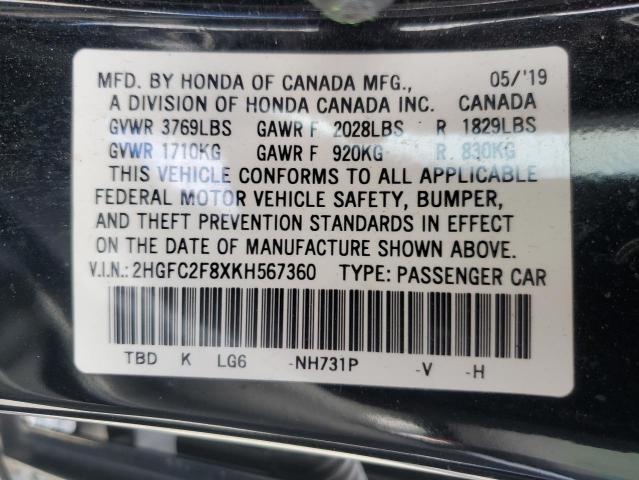 MFD. BY HONDA OF CANADA MFG., 05/'19
A DIVISION OF HONDA CANADA INC. CANADA
GVWR 3769LBS GAWR F 2028LBS R 1829LBS
GVWR 1710KG GAWR F 920KG R 830KG
THIS VEHICLE CONFORMS TO ALL APPLICABLE
FEDERAL MOTOR VEHICLE SAFETY, BUMPER,
AND THEFT PREVENTION STANDARDS IN EFFECT
ON THE DATE OF MANUFACTURE SHOWN ABOVE.
V.I.N.: 2HGFC2F8XKH567360 TYPE: PASSENGER CAR
TBD K LG6 -NH731P -V -H